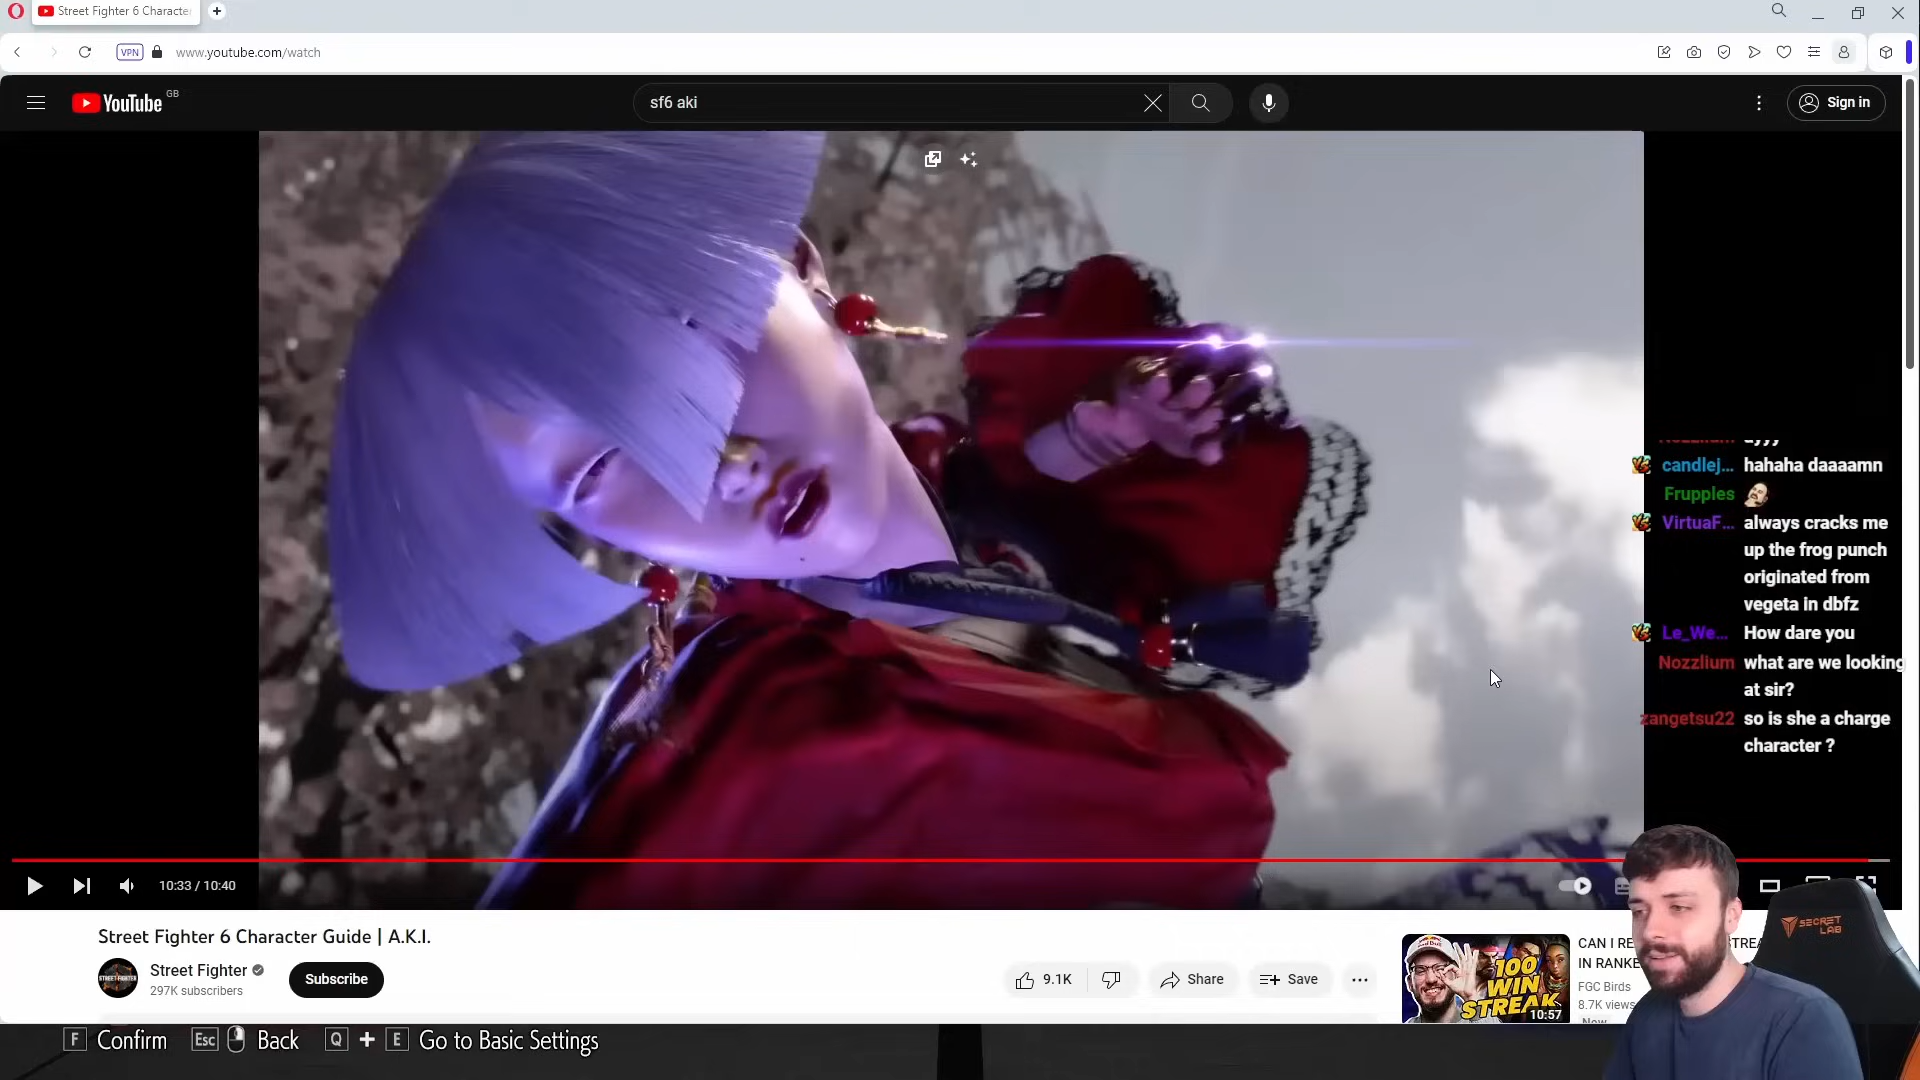 Street Fighter 6 Character
VPN
www.youtube.com/watch
YouTube GB
sf6 aki
Sign in
candlej... hahaha daaaamn
Frupples
VirtuaF... always cracks me
up the frog punch
originated from
vegeta in dbfz
Le_We... How dare you
Nozzlium what are we looking
at sir?
zangetsu22 so is she a charge
character ?
10:33 / 10:40
SECRET
LAB
Street Fighter 6 Character Guide | A.K.I.
Street Fighter
297K subscribers
Subscribe
9.1K
Share
Save
100
WIN
STREAK
10:57
CAN I RE
IN RANKE
FGC Birds
8.7K views
F Confirm Esc Back Q + E Go to Basic Settings